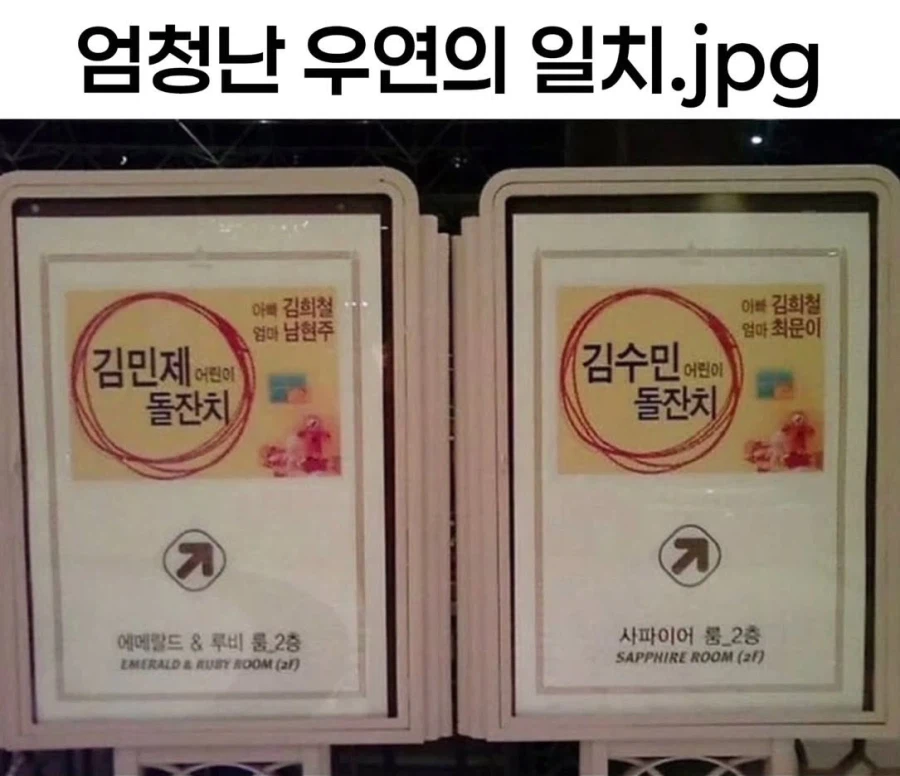 엄청난 우연의 일치.jpg
아빠 김희철
엄마 남현주
김민제 어린이
돌잔치
에메랄드 & 루비 룸_2층
EMERALD & RUBY ROOM (2F)
아빠 김희철
엄마 최문이
김수민 어린이
돌잔치
사파이어 룸_2층
SAPPHIRE ROOM (2F)